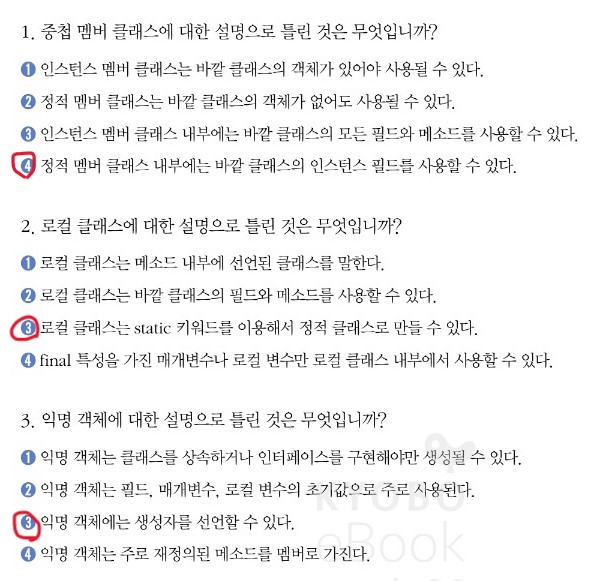 1. 중첩 멤버 클래스에 대한 설명으로 틀린 것은 무엇입니까?
❶ 인스턴스 멤버 클래스는 바깥 클래스의 객체가 있어야 사용될 수 있다.
❷ 정적 멤버 클래스는 바깥 클래스의 객체가 없어도 사용될 수 있다.
❸ 인스턴스 멤버 클래스 내부에는 바깥 클래스의 모든 필드와 메소드를 사용할 수 있다.
❹ 정적 멤버 클래스 내부에는 바깥 클래스의 인스턴스 필드를 사용할 수 있다.
2. 로컬 클래스에 대한 설명으로 틀린 것은 무엇입니까?
❶ 로컬 클래스는 메소드 내부에 선언된 클래스를 말한다.
❷ 로컬 클래스는 바깥 클래스의 필드와 메소드를 사용할 수 있다.
❸ 로컬 클래스는 static 키워드를 이용해서 정적 클래스로 만들 수 있다.
❹ final 특성을 가진 매개변수나 로컬 변수만 로컬 클래스 내부에서 사용할 수 있다.
3. 익명 객체에 대한 설명으로 틀린 것은 무엇입니까?
❶ 익명 객체는 클래스를 상속하거나 인터페이스를 구현해야만 생성될 수 있다.
❷ 익명 객체는 필드, 매개변수, 로컬 변수의 초기값으로 주로 사용된다.
KYOBO
❸ 익명 객체에는 생성자를 선언할 수 있다.
eBook
❹ 익명 객체는 주로 재정의된 메소드를 멤버로 가진다.